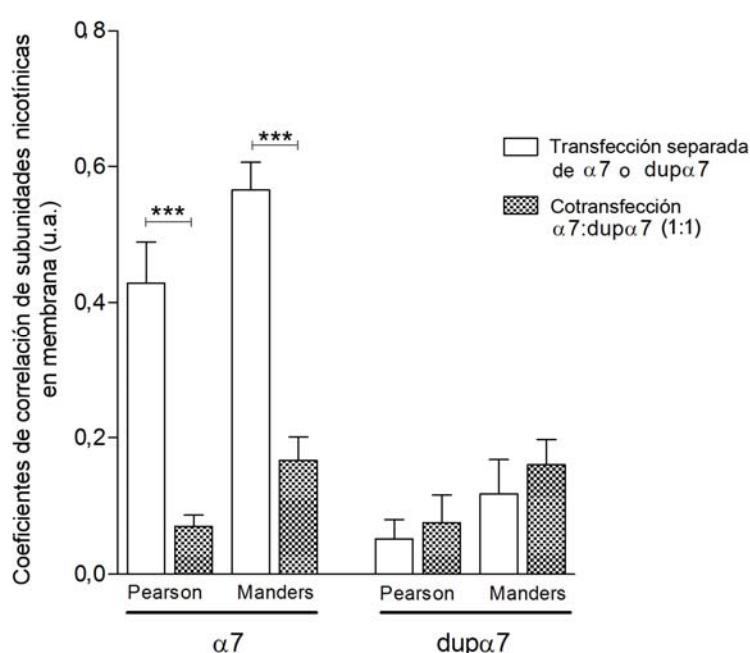 Coeficientes de correlación de subunidades nicotínicas
en membrana (u.a.)
0,8
0,6
0,4
0,2
0,0
***
***
Transfección separada
de α7 o dupα7
Cotransfección
α7:dupα7 (1:1)
Pearson Manders Pearson Manders
α7 dupα7